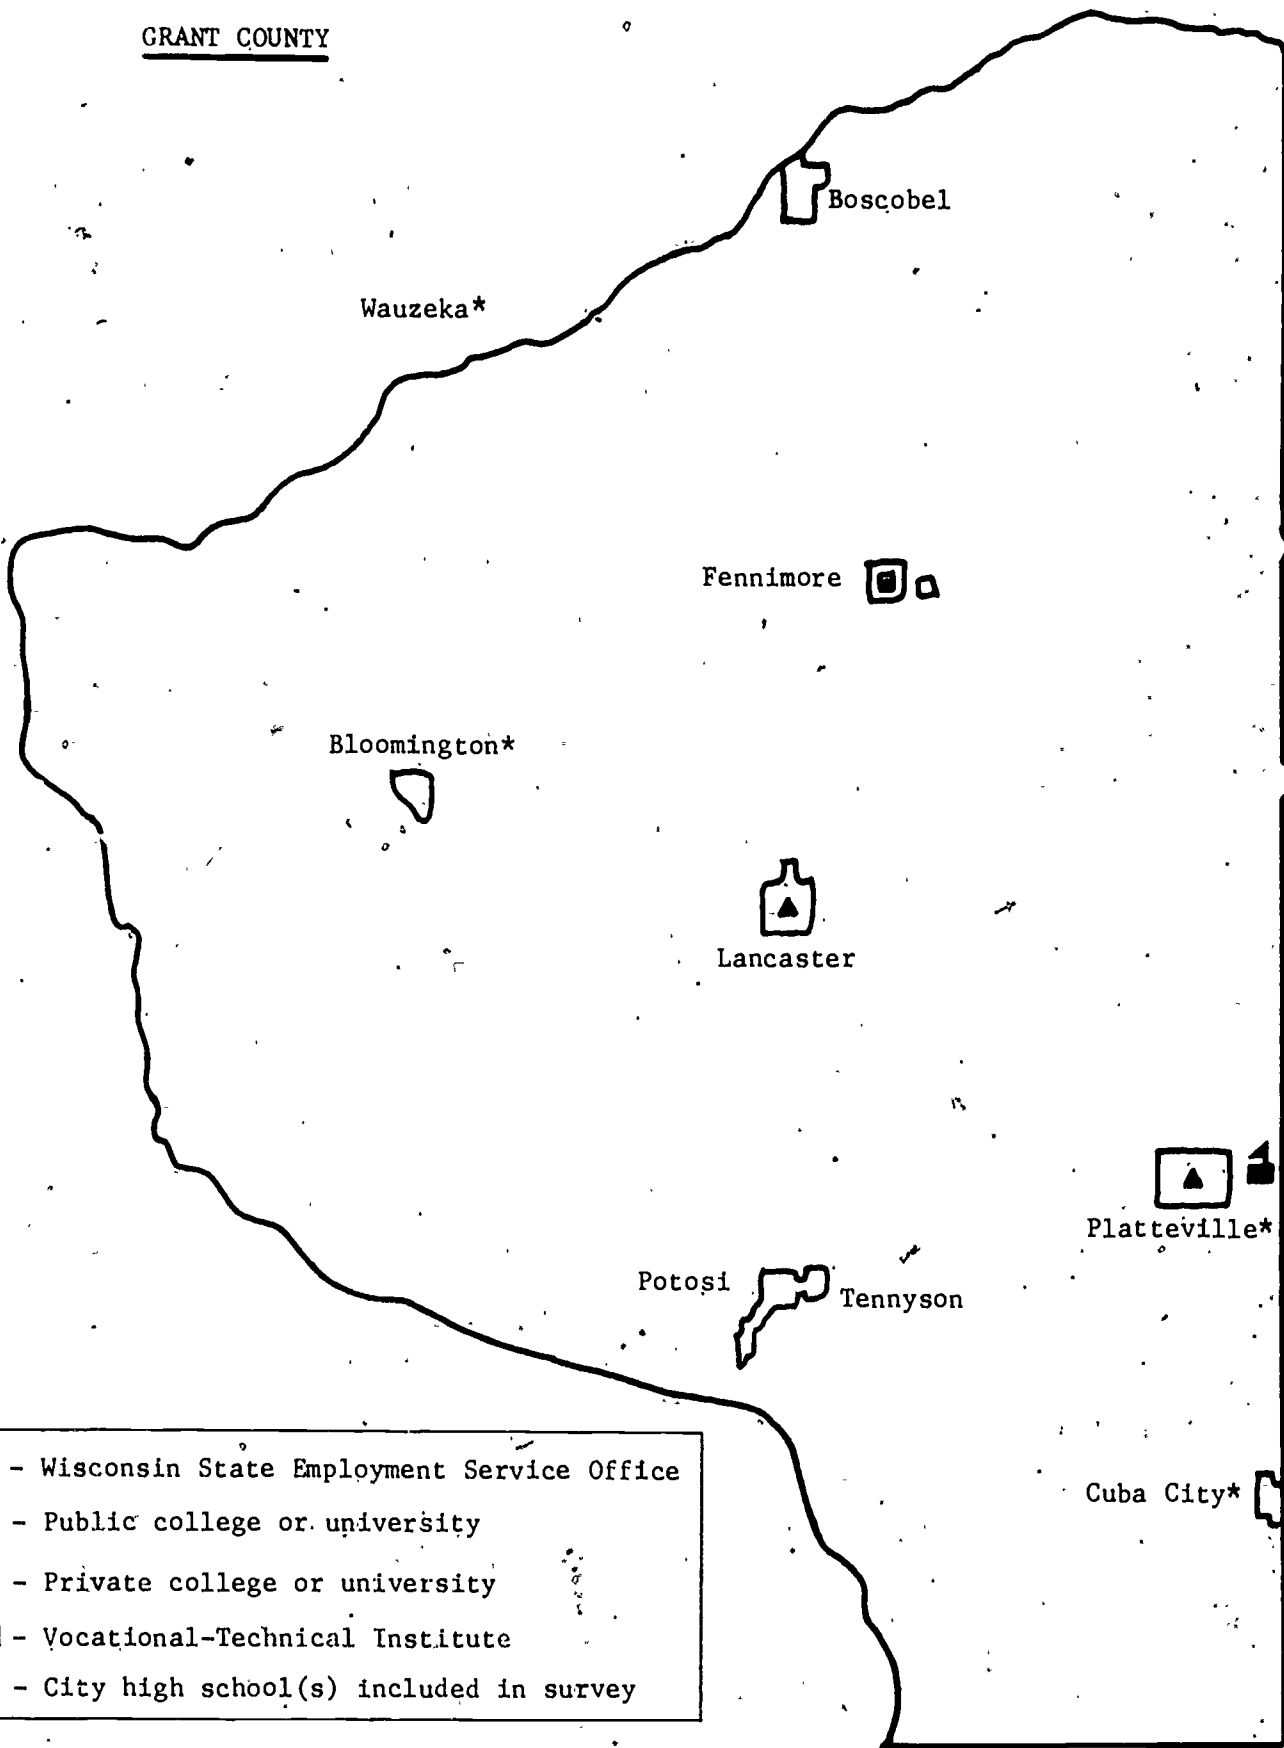 GRANT COUNTY
Boscobel
Wauzeka*
Fennimore
Bloomington*
Lancaster
Platteville*
Potosi
Tennyson
Cuba City*
- Wisconsin State Employment Service Office
- Public college or university
- Private college or university
- Vocational-Technical Institute
- City high school(s) included in survey